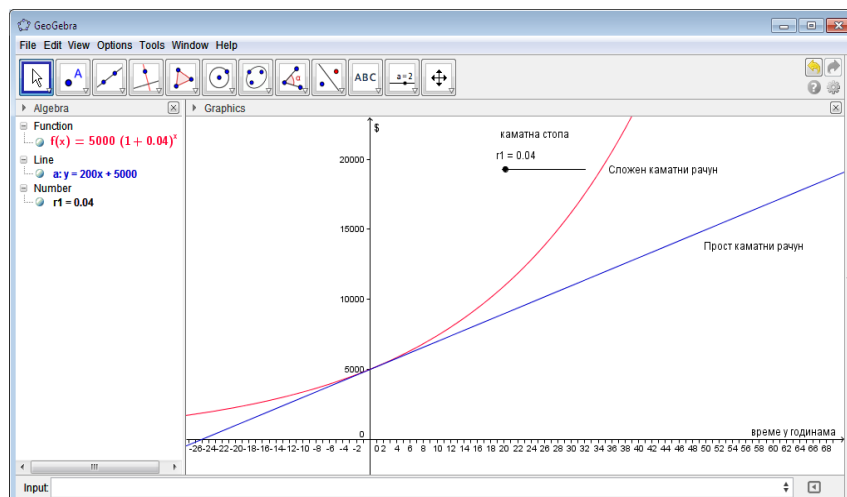 GeoGebra
File Edit View Options Tools Window Help
A
α
ABC
a=2
Algebra
Graphics
Function
f(x) = 5000 (1 + 0.04)^x
Line
a: y = 200x + 5000
Number
r1 = 0.04
$
каматна стопа
r1 = 0.04
20000
Сложен каматни рачун
15000
Прост каматни рачун
10000
5000
0
време у годинама
-26 -24 -22 -20 -18 -16 -14 -12 -10 -8 -6 -4 -2 0 2 4 6 8 10 12 14 16 18 20 22 24 26 28 30 32 34 36 38 40 42 44 46 48 50 52 54 56 58 60 62 64 66 68
Input: